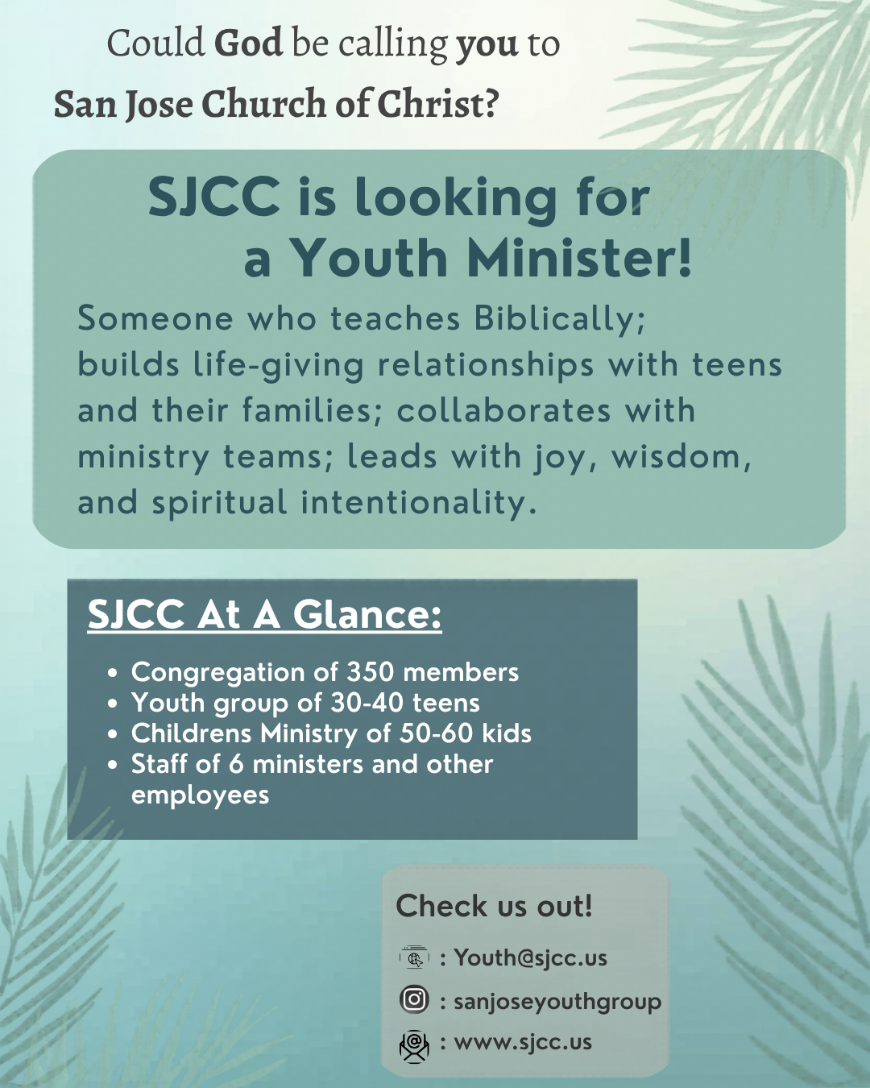 Could God be calling you to
San Jose Church of Christ?
SJCC is looking for
a Youth Minister!
Someone who teaches Biblically;
builds life-giving relationships with teens
and their families; collaborates with
ministry teams; leads with joy, wisdom,
and spiritual intentionality.
SJCC At A Glance:
• Congregation of 350 members
• Youth group of 30-40 teens
• Childrens Ministry of 50-60 kids
• Staff of 6 ministers and other
employees
Check us out!
: Youth@sjcc.us
: sanjoseyouthgroup
: www.sjcc.us